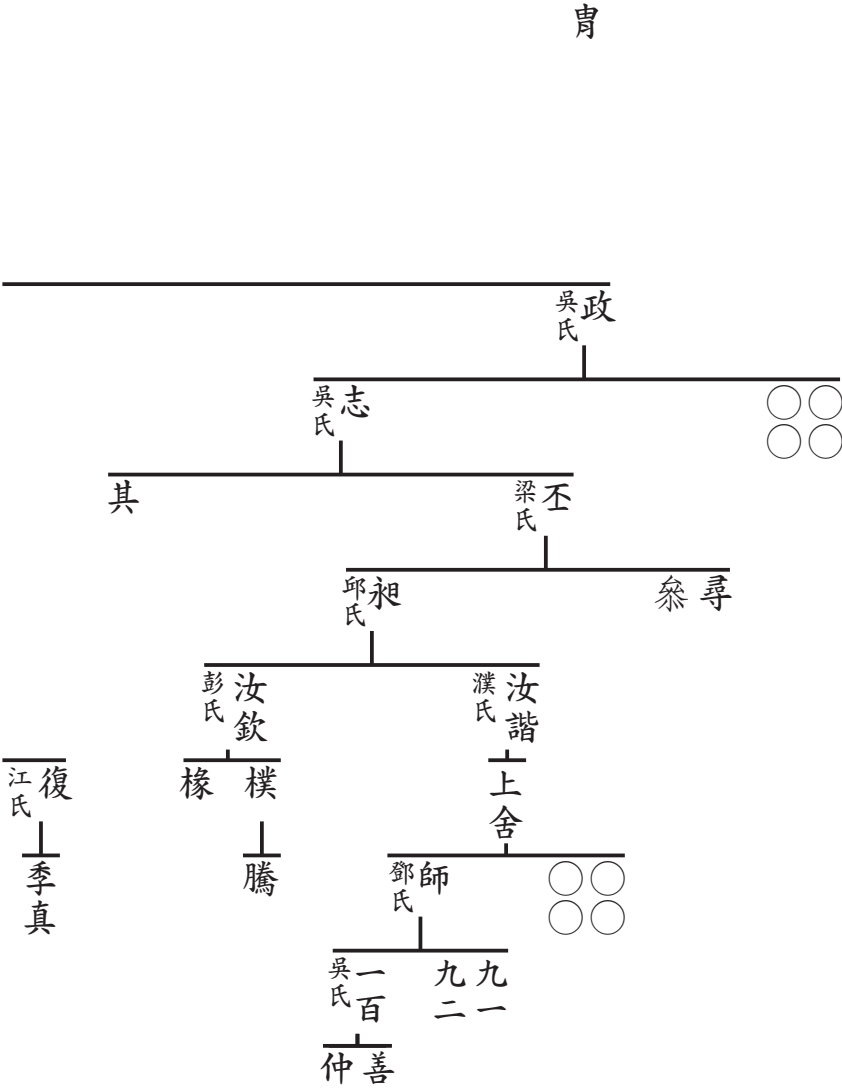 胄
政
吳氏
○○
○○
志
吳氏
丕
梁氏
其
尋
昶
邱氏
汝諧
濮氏
汝欽
彭氏
上舍
樸
椽
復
江氏
○○
○○
師
鄧氏
騰
季真
九一
九二
一百
吳氏
善
仲